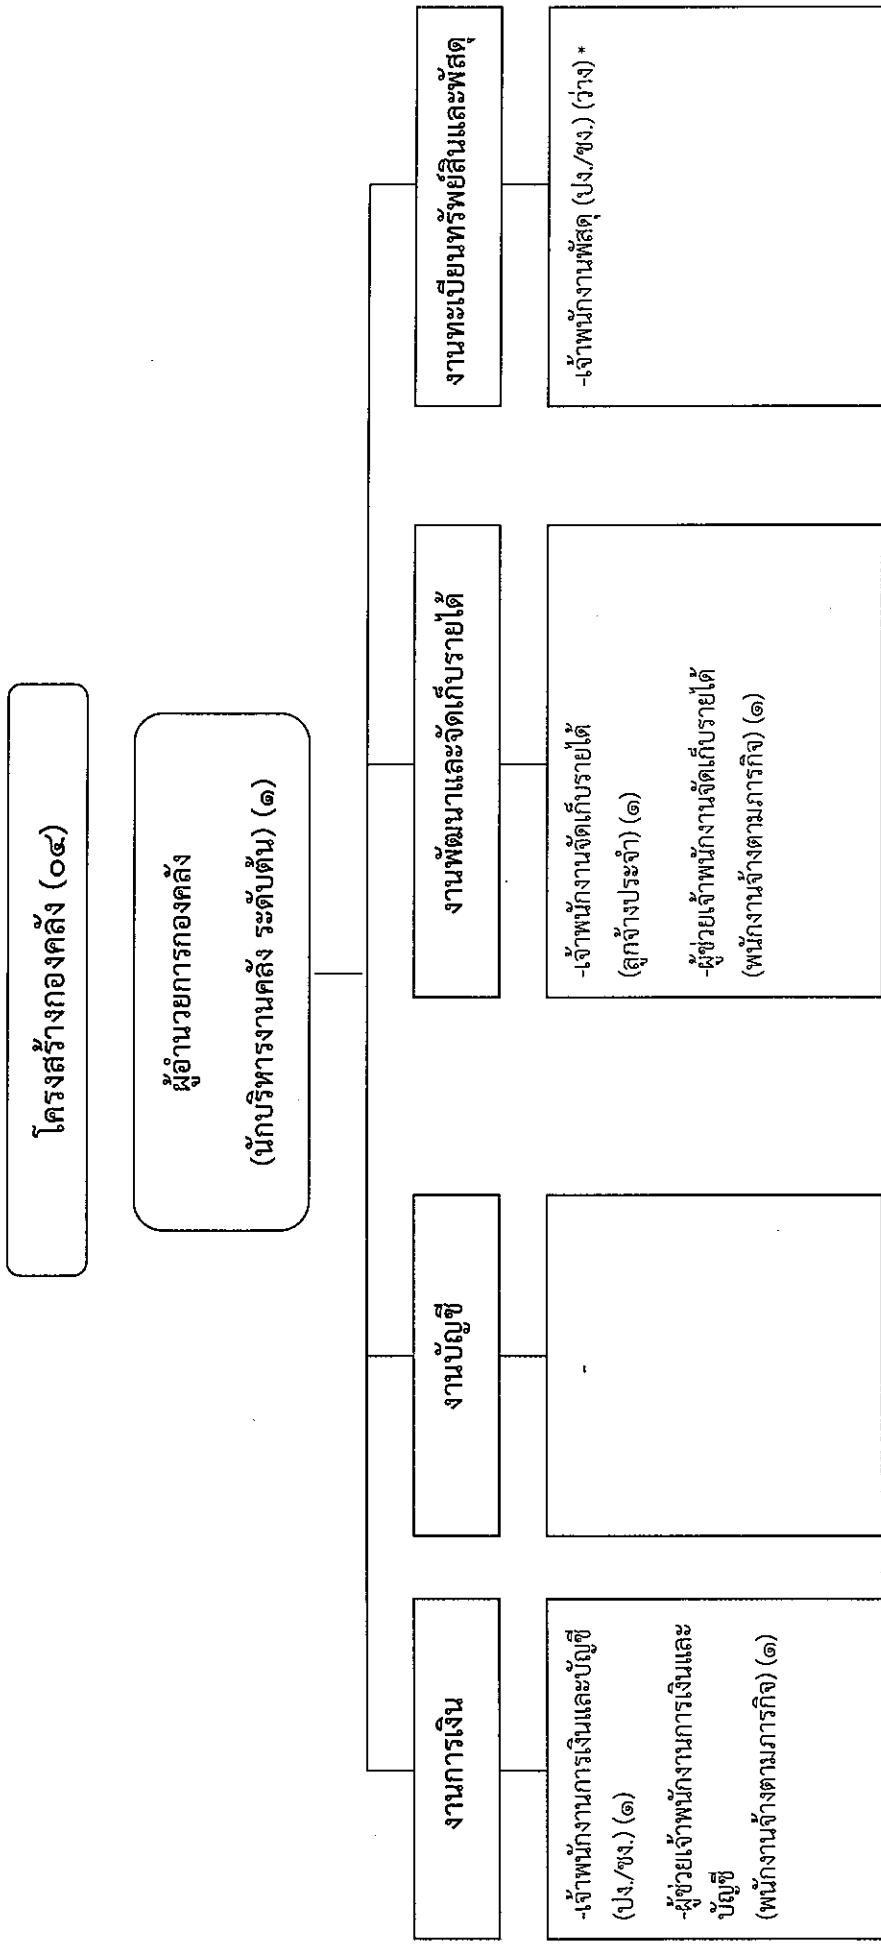 โครงสร้างกองคลัง (๐๔)
ผู้อำนวยการกองคลัง
(นักบริหารงานคลัง ระดับต้น) (๑)
งานการเงิน
-เจ้าพนักงานการเงินและบัญชี
(ปง./ชง.) (๑)
-ผู้ช่วยเจ้าพนักงานการเงินและ
บัญชี
(พนักงานจ้างตามภารกิจ) (๑)
งานบัญชี
-
งานพัฒนาและจัดเก็บรายได้
-เจ้าพนักงานจัดเก็บรายได้
(ลูกจ้างประจำ) (๑)
-ผู้ช่วยเจ้าพนักงานจัดเก็บรายได้
(พนักงานจ้างตามภารกิจ) (๑)
งานทะเบียนทรัพย์สินและพัสดุ
-เจ้าพนักงานพัสดุ (ปง./ชง.) (ว่าง) *